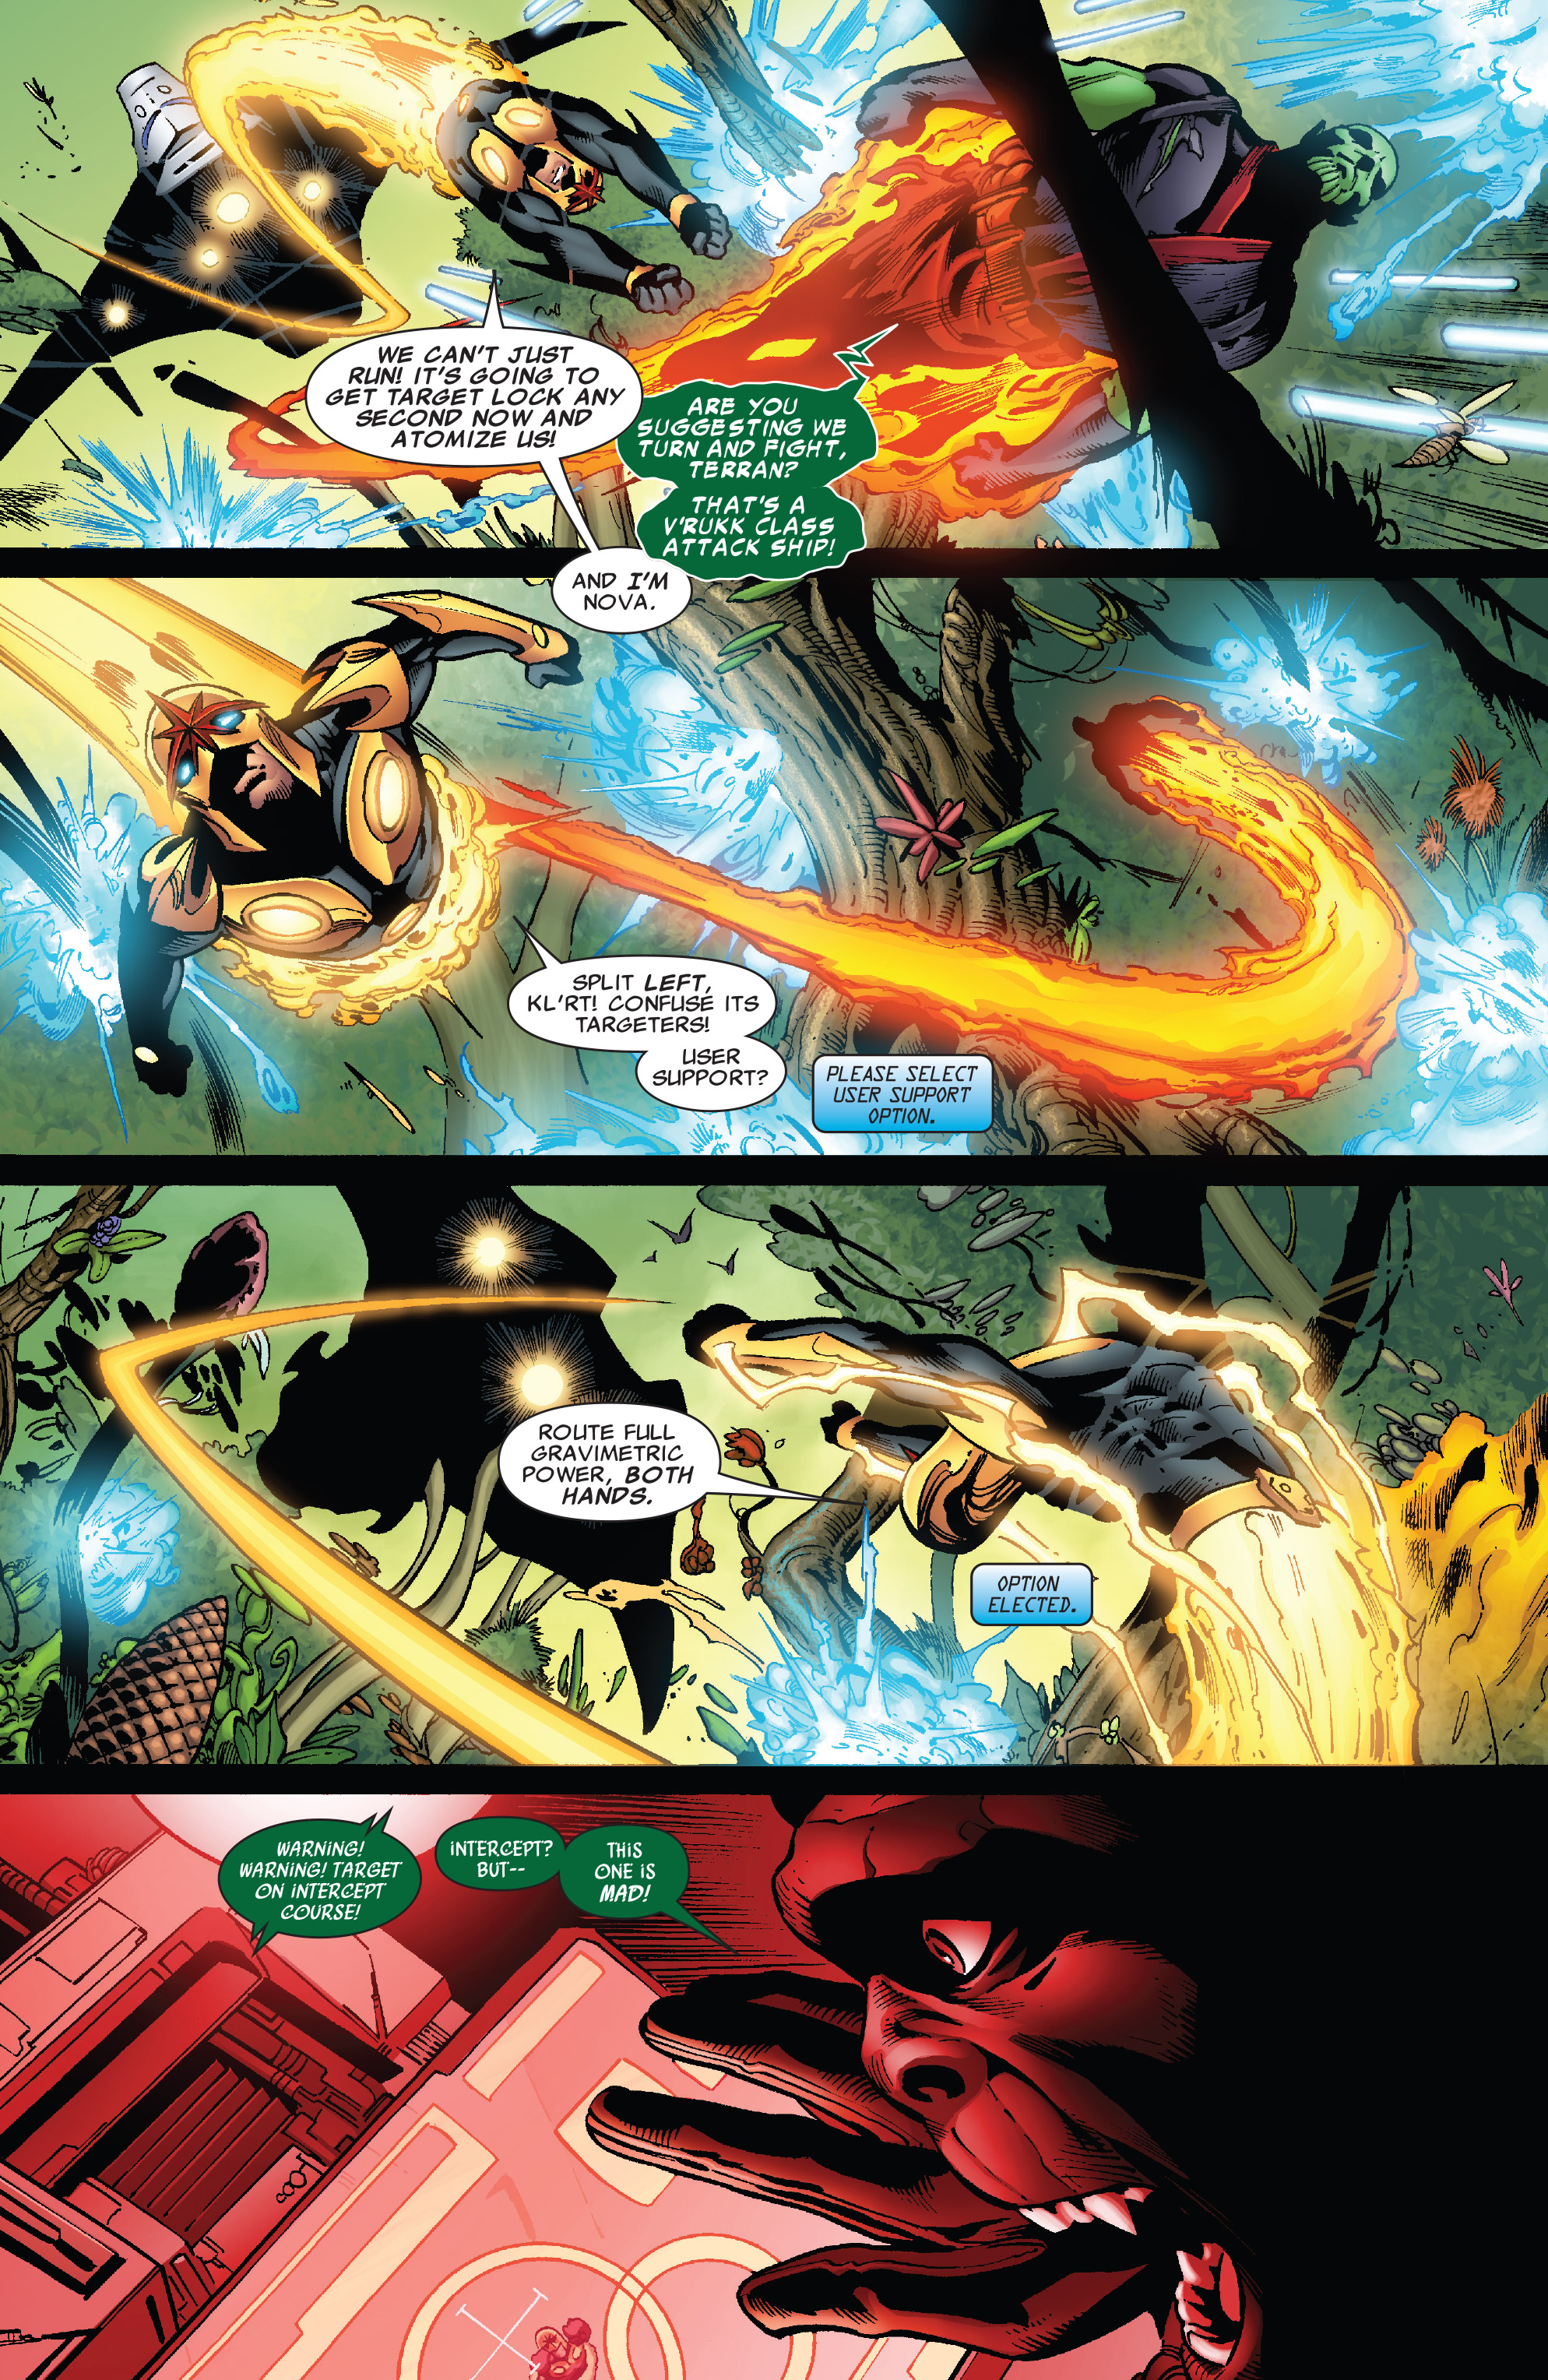 WE CAN'T JUST
RUN! IT'S GOING TO
GET TARGET LOCK ANY
SECOND NOW AND
ATOMIZE US!
ARE YOU
SUGGESTING WE
TURN AND FIGHT,
TERRAN?
THAT'S A
V'RUKK CLASS
ATTACK SHIP!
AND I'M
NOVA.
SPLIT LEFT,
KL'RT! CONFUSE ITS
TARGETERS!
USER
SUPPORT?
PLEASE SELECT
USER SUPPORT
OPTION.
ROUTE FULL
GRAVIMETRIC
POWER, BOTH
HANDS.
OPTION
ELECTED.
WARNING!
WARNING! TARGET
ON INTERCEPT
COURSE!
INTERCEPT?
BUT--
THIS
ONE IS
MAD!